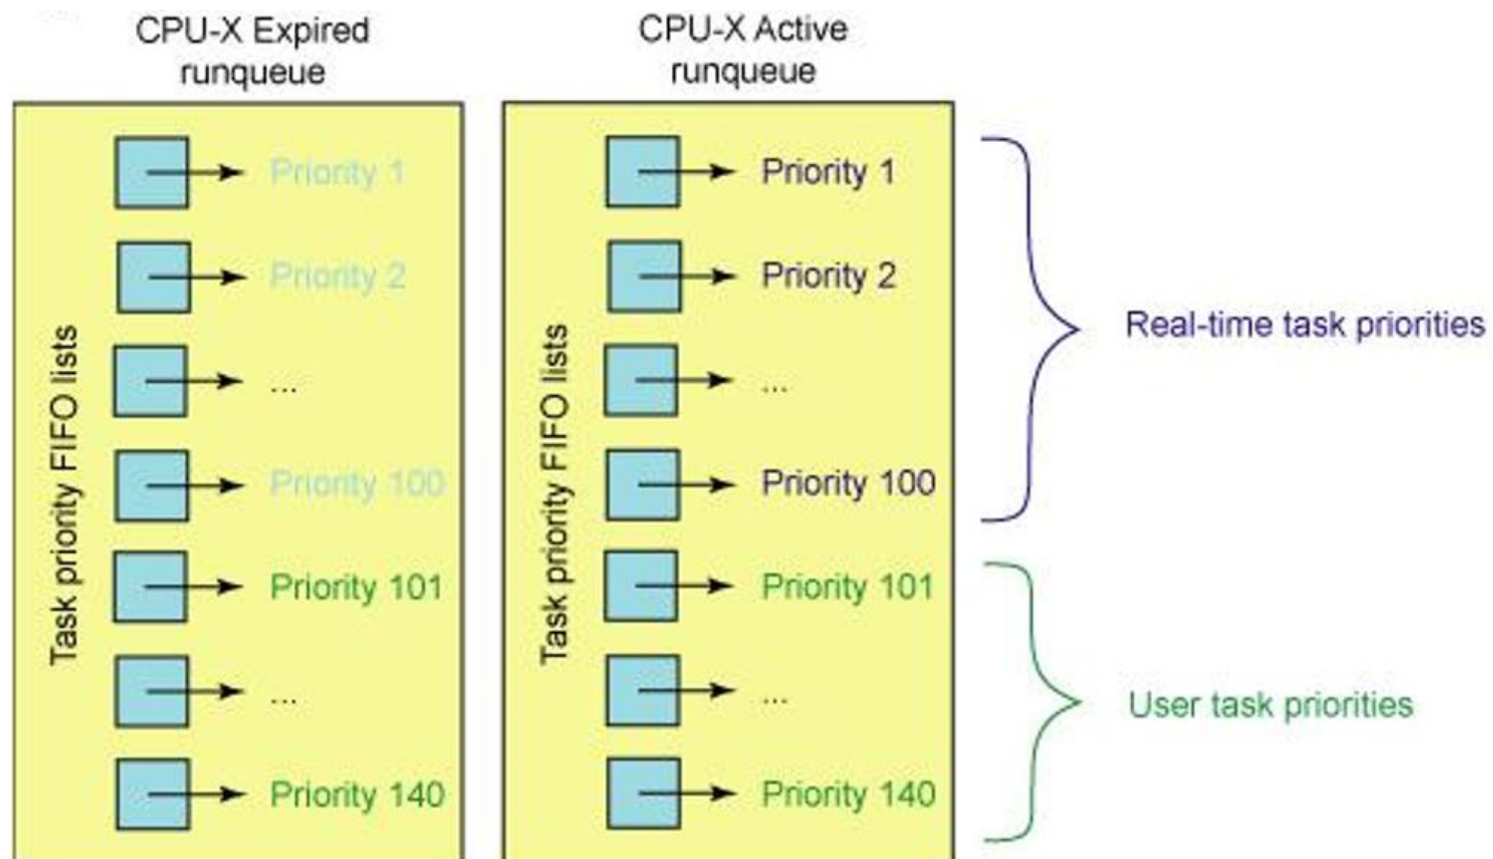 CPU-X Expired
runqueue
Task priority FIFO lists
Priority 1
Priority 2
...
Priority 100
Priority 101
...
Priority 140
CPU-X Active
runqueue
Task priority FIFO lists
Priority 1
Priority 2
...
Priority 100
Priority 101
...
Priority 140
Real-time task priorities
User task priorities